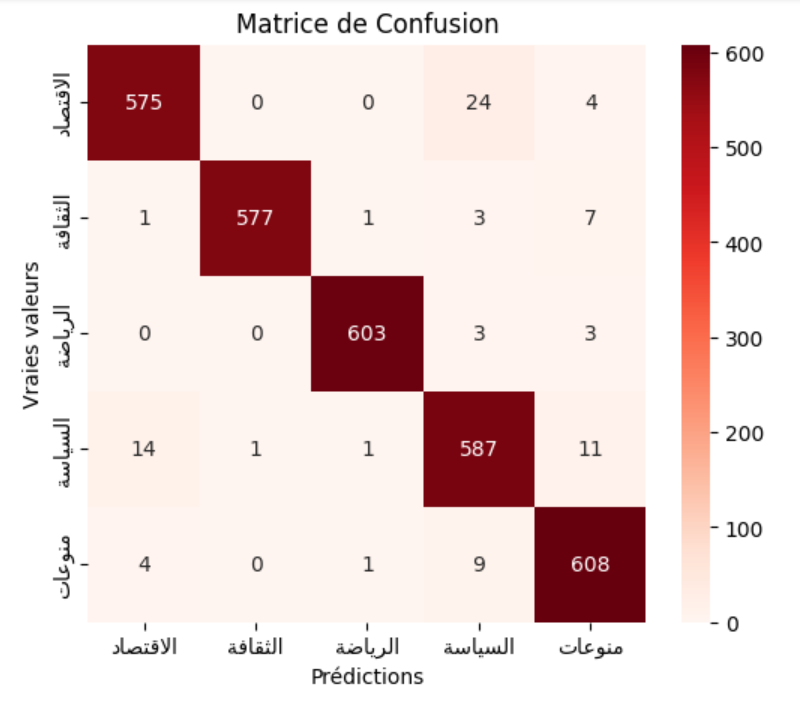 Matrice de Confusion
الاقتصاد 575 0 0 24 4
الثقافة 1 577 1 3 7
الرياضة 0 0 603 3 3
السياسة 14 1 1 587 11
منوعات 4 0 1 9 608
الاقتصاد الثقافة الرياضة السياسة منوعات
Prédictions
Vraies valeurs
600
500
400
300
200
100
0